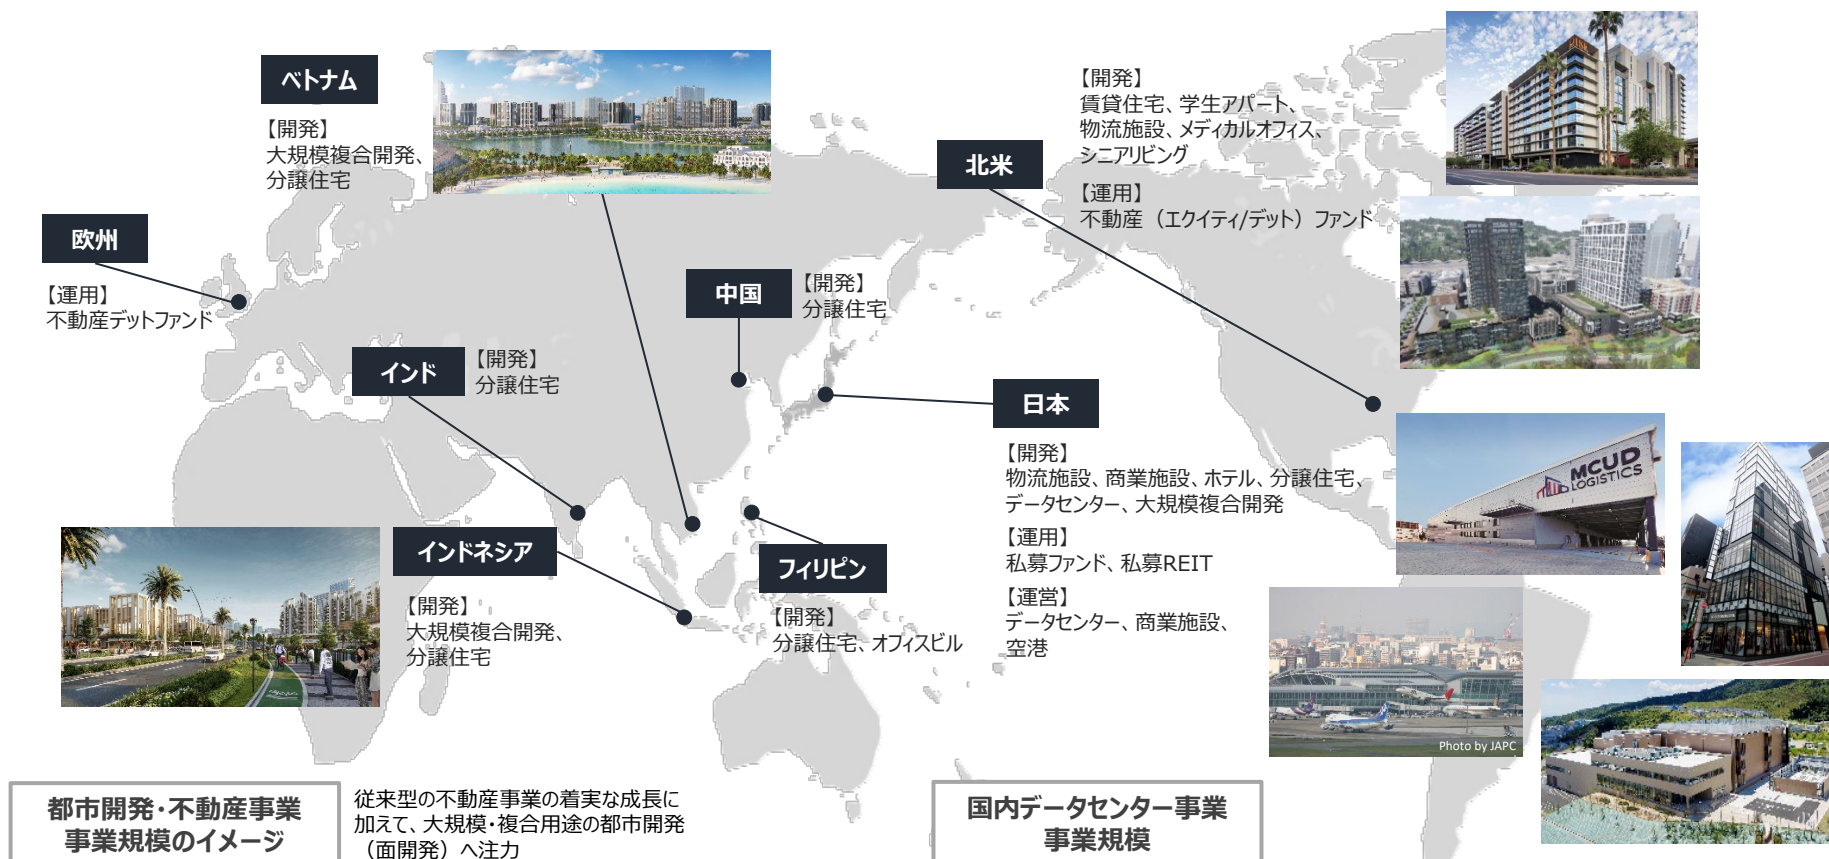 ベトナム
【開発】
大規模複合開発、
分譲住宅
欧州
【運用】
不動産デットファンド
インド
【開発】
分譲住宅
中国
【開発】
分譲住宅
北米
【開発】
賃貸住宅、学生アパート、
物流施設、メディカルオフィス、
シニアリビング
【運用】
不動産（エクイティ/デット）ファンド
日本
【開発】
物流施設、商業施設、ホテル、分譲住宅、
データセンター、大規模複合開発
【運用】
私募ファンド、私募REIT
【運営】
データセンター、商業施設、
空港
インドネシア
【開発】
大規模複合開発、
分譲住宅
フィリピン
【開発】
分譲住宅、オフィスビル
MCUD
LOGISTICS
Photo by JAPC
都市開発・不動産事業
事業規模のイメージ
従来型の不動産事業の着実な成長に
加えて、大規模・複合用途の都市開発
（面開発）へ注力
国内データセンター事業
事業規模